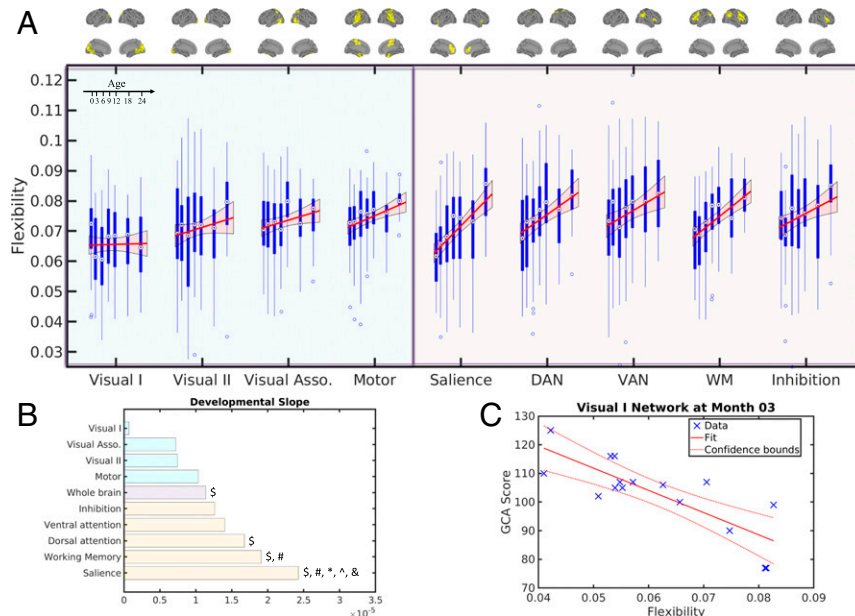 A
Age
0 3 6 9 12 18 24
Flexibility
0.12
0.11
0.1
0.09
0.08
0.07
0.06
0.05
0.04
0.03
Visual I Visual II Visual Asso. Motor Salience DAN VAN WM Inhibition
B
Developmental Slope
Visual I
Visual Asso.
Visual II
Motor
Whole brain $
Inhibition
Ventral attention
Dorsal attention $
Working Memory $, #
Salience $, #, *, ^, &
0 0.5 1 1.5 2 2.5 3 3.5
×10⁻⁵
C
Visual I Network at Month 03
GCA Score
130
120
110
100
90
80
70
Data
Fit
Confidence bounds
0.04 0.05 0.06 0.07 0.08 0.09
Flexibility